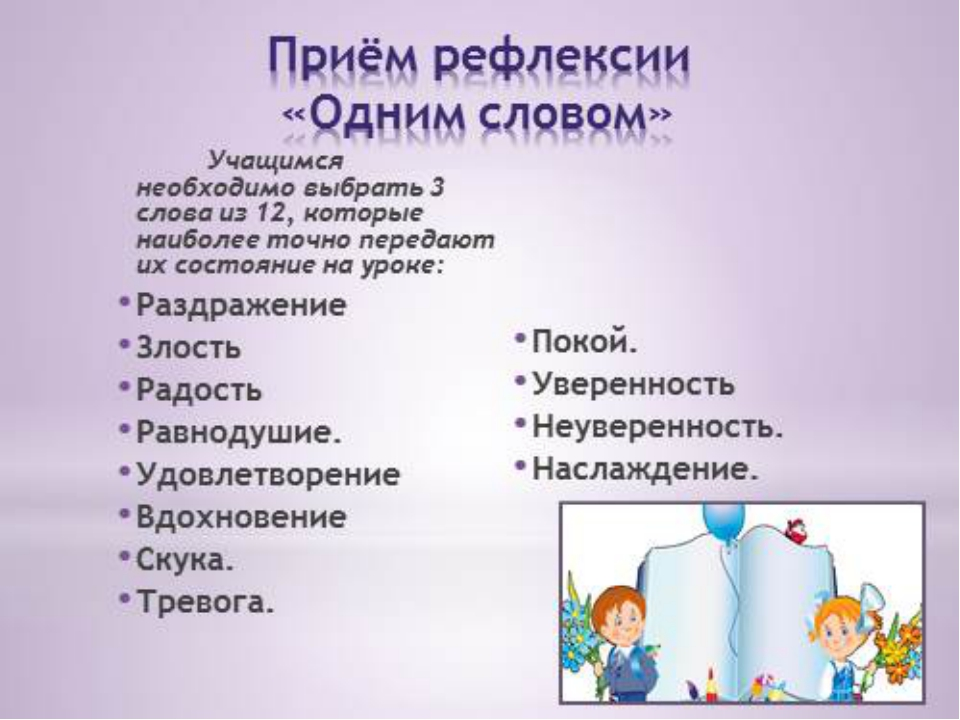 Приём рефлексии
«Одним словом»
Учащимся
необходимо выбрать 3
слова из 12, которые
наиболее точно передают
их состояние на уроке:
• Раздражение
• Злость
• Радость
• Равнодушие.
• Удовлетворение
• Вдохновение
• Скука.
• Тревога.
• Покой.
• Уверенность
• Неуверенность.
• Наслаждение.